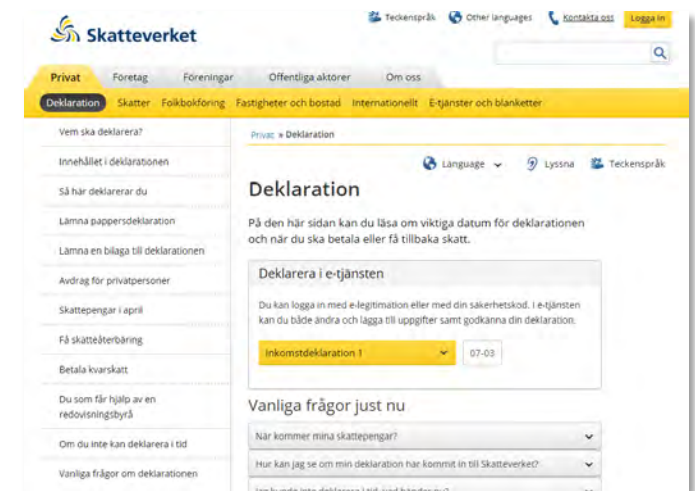 Teckenspråk Other languages Kontakta oss Logga in
Skatteverket
Privat Företag Föreningar Offentliga aktörer Om oss
Deklaration Skatter Folkbokföring Fastigheter och bostad Internationellt E-tjänster och blanketter
Vem ska deklarera?
Innehållet i deklarationen
Så här deklarerar du
Lämna pappersdeklaration
Lämna en bilaga till deklarationen
Avdrag för privatpersoner
Skattepengar i april
Få skatteåterbäring
Betala kvarskatt
Du som får hjälp av en
redovisningsbyrå
Om du inte kan deklarera i tid
Vanliga frågor om deklarationen
Privat » Deklaration
Language Lyssna Teckenspråk
Deklaration
På den här sidan kan du läsa om viktiga datum för deklarationen
och när du ska betala eller få tillbaka skatt.
Deklarera i e-tjänsten
Du kan logga in med e-legitimation eller med din säkerhetskod. I e-tjänsten
kan du både ändra och lägga till uppgifter samt godkänna din deklaration.
Inkomstdeklaration 1 07-03
Vanliga frågor just nu
När kommer mina skattepengar?
Hur kan jag se om min deklaration har kommit in till Skatteverket?